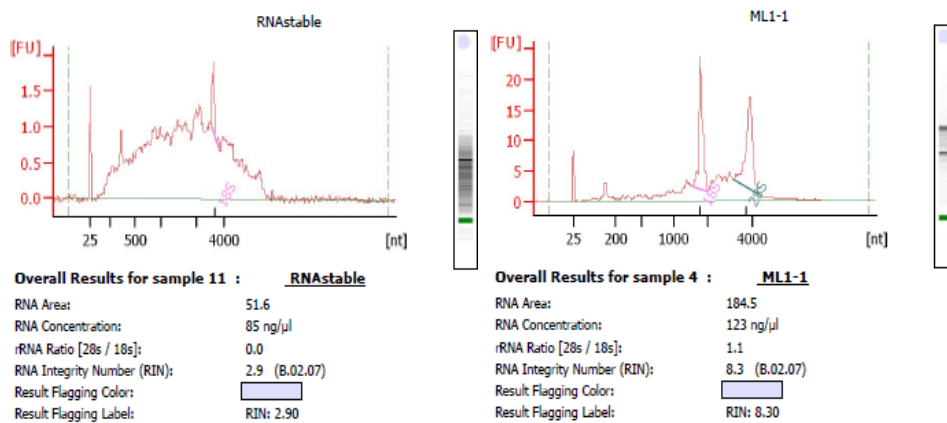 RNAstable
[FU]
1.5
1.0
0.5
0.0
18S
25 500 4000 [nt]
Overall Results for sample 11 : RNAstable
RNA Area: 51.6
RNA Concentration: 85 ng/µl
rRNA Ratio [28s / 18s]: 0.0
RNA Integrity Number (RIN): 2.9 (B.02.07)
Result Flagging Color:
Result Flagging Label: RIN: 2.90
ML1-1
[FU]
20
15
10
5
0
18S
25 200 1000 4000 [nt]
Overall Results for sample 4 : ML1-1
RNA Area: 184.5
RNA Concentration: 123 ng/µl
rRNA Ratio [28s / 18s]: 1.1
RNA Integrity Number (RIN): 8.3 (B.02.07)
Result Flagging Color:
Result Flagging Label: RIN: 8.30